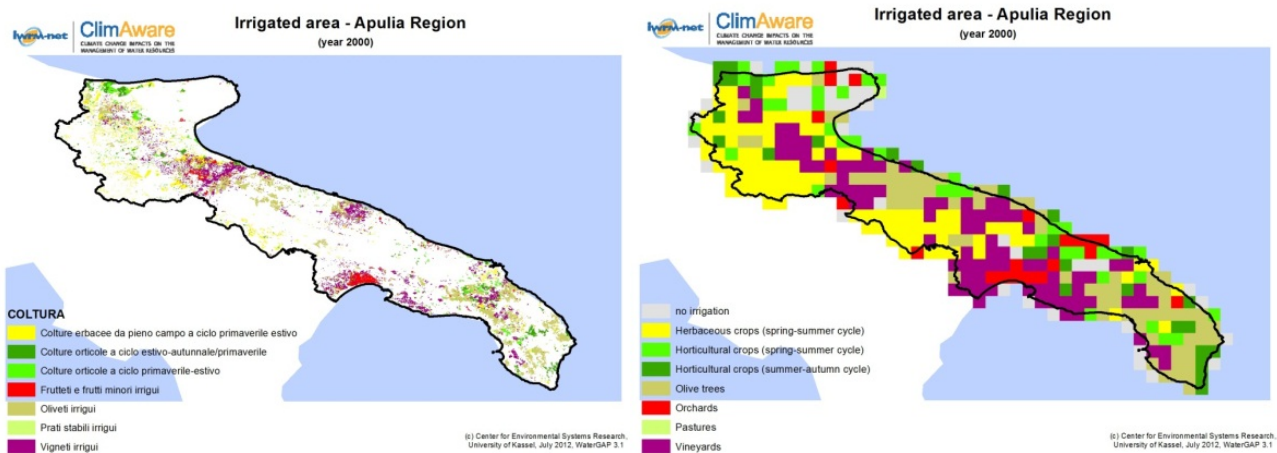 iwrm-net
ClimAware
CLIMATE CHANGE IMPACTS ON THE
MANAGEMENT OF WATER RESOURCES
Irrigated area - Apulia Region
(year 2000)
COLTURA
Colture erbacee da pieno campo a ciclo primaverile estivo
Colture orticole a ciclo estivo-autunnale/primaverile
Colture orticole a ciclo primaverile-estivo
Frutteti e frutti minori irrigui
Oliveti irrigui
Prati stabili irrigui
Vigneti irrigui
(c) Center for Environmental Systems Research,
University of Kassel, July 2012, WaterGAP 3.1
iwrm-net
ClimAware
CLIMATE CHANGE IMPACTS ON THE
MANAGEMENT OF WATER RESOURCES
Irrigated area - Apulia Region
(year 2000)
no irrigation
Herbaceous crops (spring-summer cycle)
Horticultural crops (spring-summer cycle)
Horticultural crops (summer-autumn cycle)
Olive trees
Orchards
Pastures
Vineyards
(c) Center for Environmental Systems Research,
University of Kassel, July 2012, WaterGAP 3.1